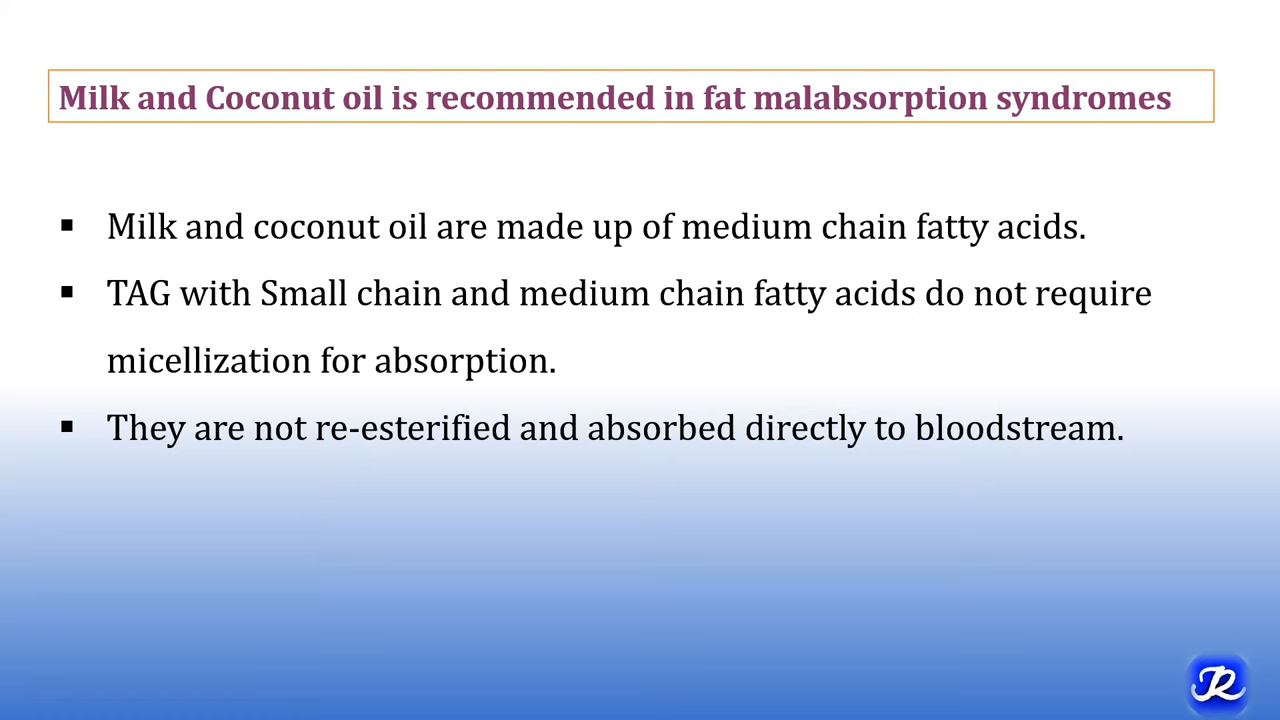 Milk and Coconut oil is recommended in fat malabsorption syndromes
▪ Milk and coconut oil are made up of medium chain fatty acids.
▪ TAG with Small chain and medium chain fatty acids do not require
micellization for absorption.
▪ They are not re-esterified and absorbed directly to bloodstream.
JR